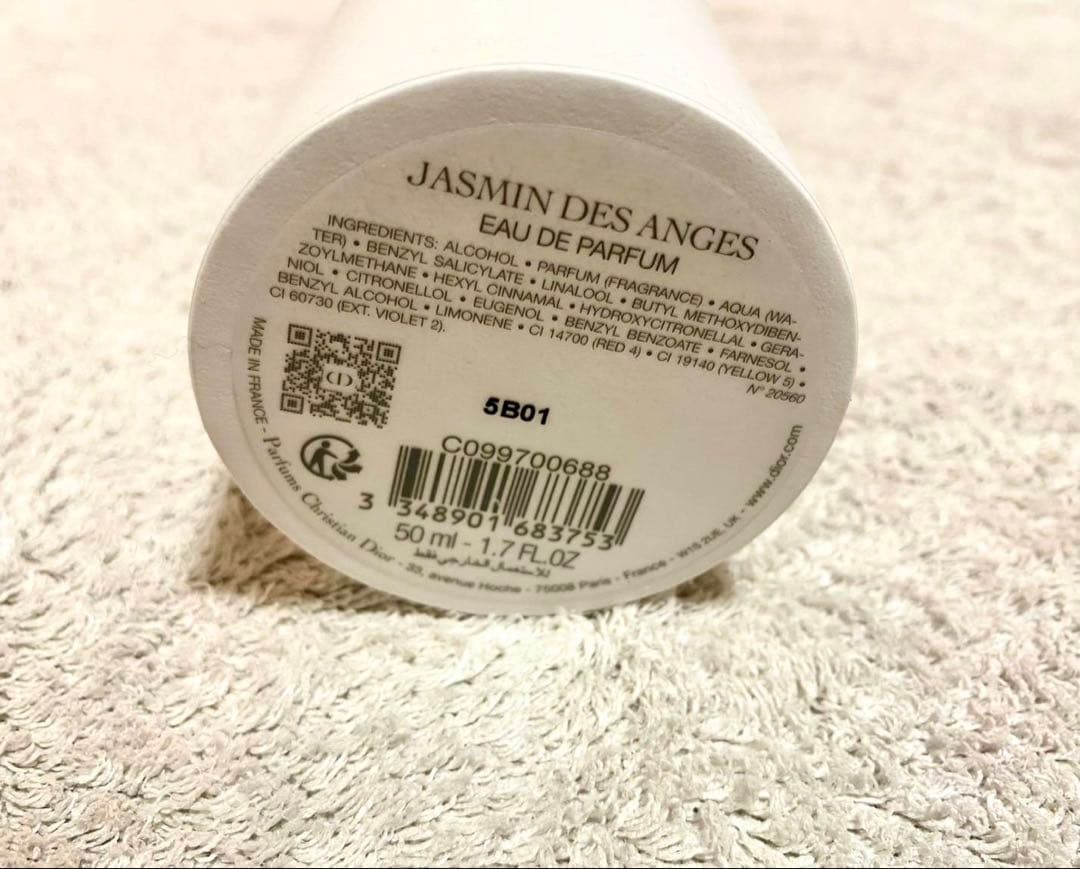 JASMIN DES ANGES
EAU DE PARFUM
INGREDIENTS: ALCOHOL • PARFUM (FRAGRANCE) • AQUA (WA-
TER) • BENZYL SALICYLATE • LINALOOL • BUTYL METHOXYDIBEN-
ZOYLMETHANE • HEXYL CINNAMAL • HYDROXYCITRONELLAL • GERA-
NIOL • CITRONELLOL • EUGENOL • BENZYL BENZOATE • FARNESOL •
BENZYL ALCOHOL • LIMONENE • CI 14700 (RED 4) • CI 19140 (YELLOW 5) •
CI 60730 (EXT. VIOLET 2).
N° 20560
CD
5B01
C099700688
3 348901 683753
50 ml - 1.7 FL.OZ
للاستعمال الخارجي فقط
MADE IN FRANCE - Parfums Christian Dior - 33, avenue Hoche - 75008 Paris - France - W1S 2UE, UK - www.dior.com